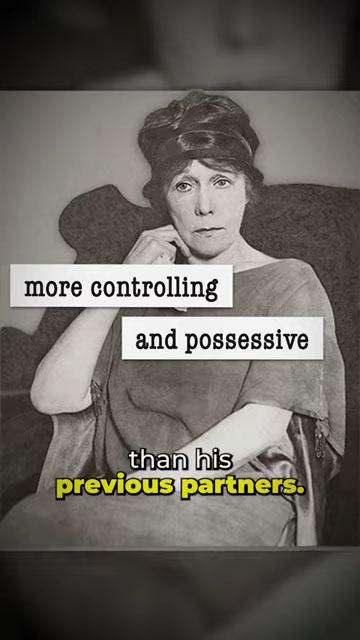 more controlling
and possessive
than his
previous partners.